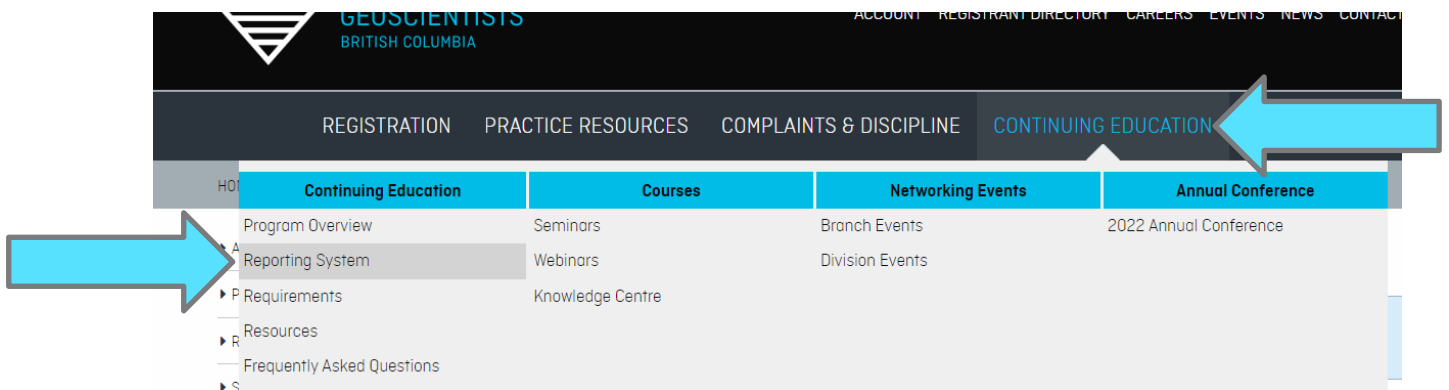 GEOSCIENTISTS
BRITISH COLUMBIA
ACCOUNT REGISTRANT DIRECTORY CAREERS EVENTS NEWS CONTACT
REGISTRATION PRACTICE RESOURCES COMPLAINTS & DISCIPLINE CONTINUING EDUCATION
Continuing Education Courses Networking Events Annual Conference
Program Overview Seminars Branch Events 2022 Annual Conference
Reporting System Webinars Division Events
Requirements Knowledge Centre
Resources
Frequently Asked Questions